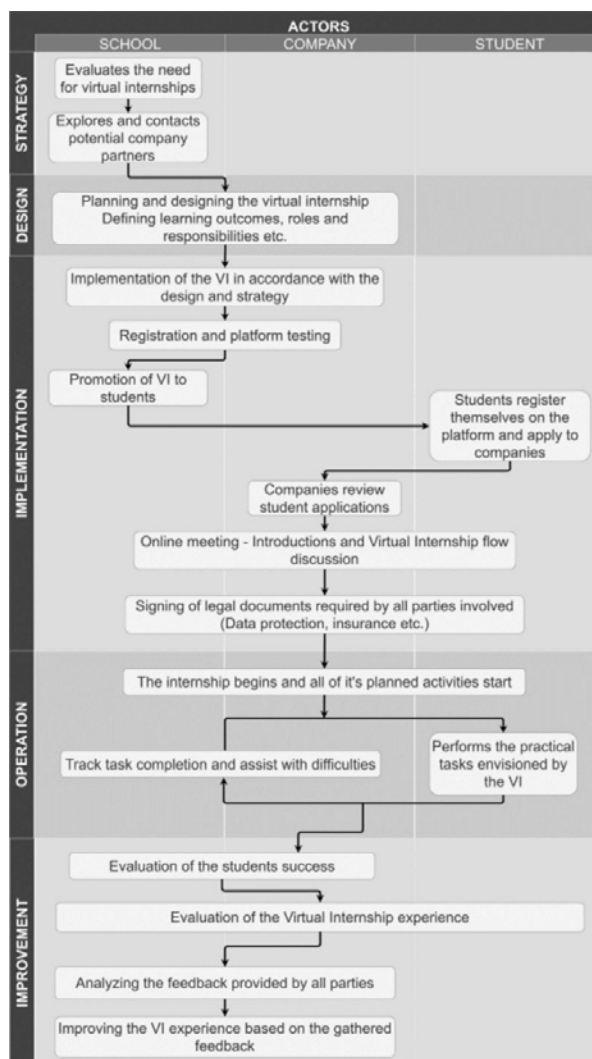 ACTORS
SCHOOL COMPANY STUDENT
STRATEGY
Evaluates the need
for virtual internships
Explores and contacts
potential company
partners
DESIGN
Planning and designing the virtual internship
Defining learning outcomes, roles and
responsibilities etc.
IMPLEMENTATION
Implementation of the VI in accordance with the
design and strategy
Registration and platform testing
Promotion of VI to
students
Students register
themselves on the
platform and apply to
companies
Companies review
student applications
Online meeting - Introductions and Virtual Internship flow
discussion
Signing of legal documents required by all parties involved
(Data protection, insurance etc.)
OPERATION
The internship begins and all of it's planned activities start
Track task completion and assist with difficulties
Performs the practical
tasks envisioned by
the VI
IMPROVEMENT
Evaluation of the students success
Evaluation of the Virtual Internship experience
Analyzing the feedback provided by all parties
Improving the VI experience based on the gathered
feedback